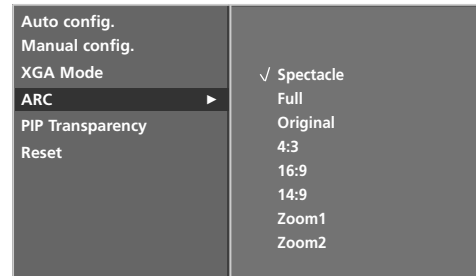 Auto config.
Manual config.
XGA Mode
ARC
PIP Transparency
Reset
Spectacle
Full
Original
4:3
16:9
14:9
Zoom1
Zoom2